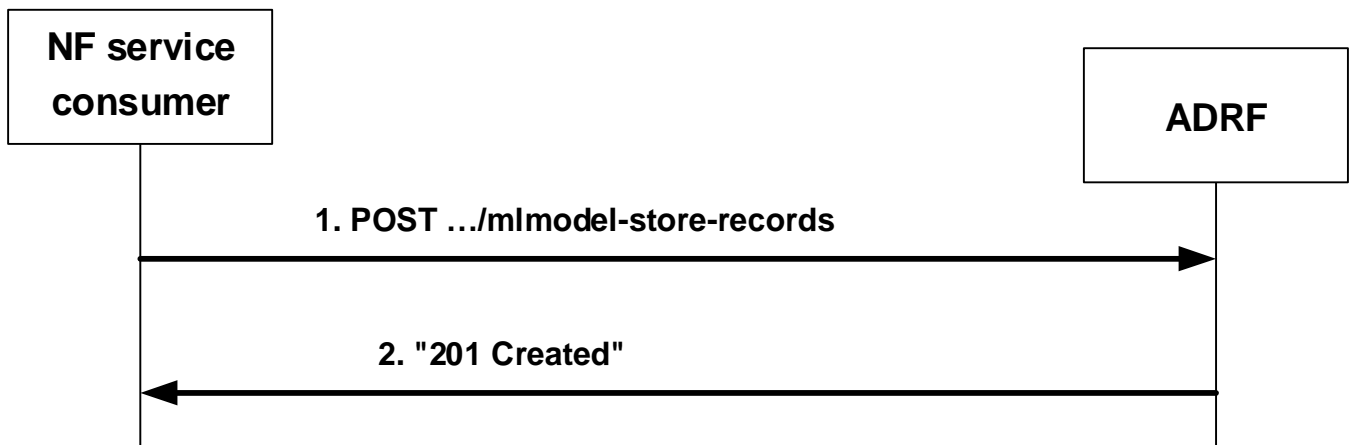 NF service
consumer
ADRF
1. POST …/mlmodel-store-records
2. "201 Created"